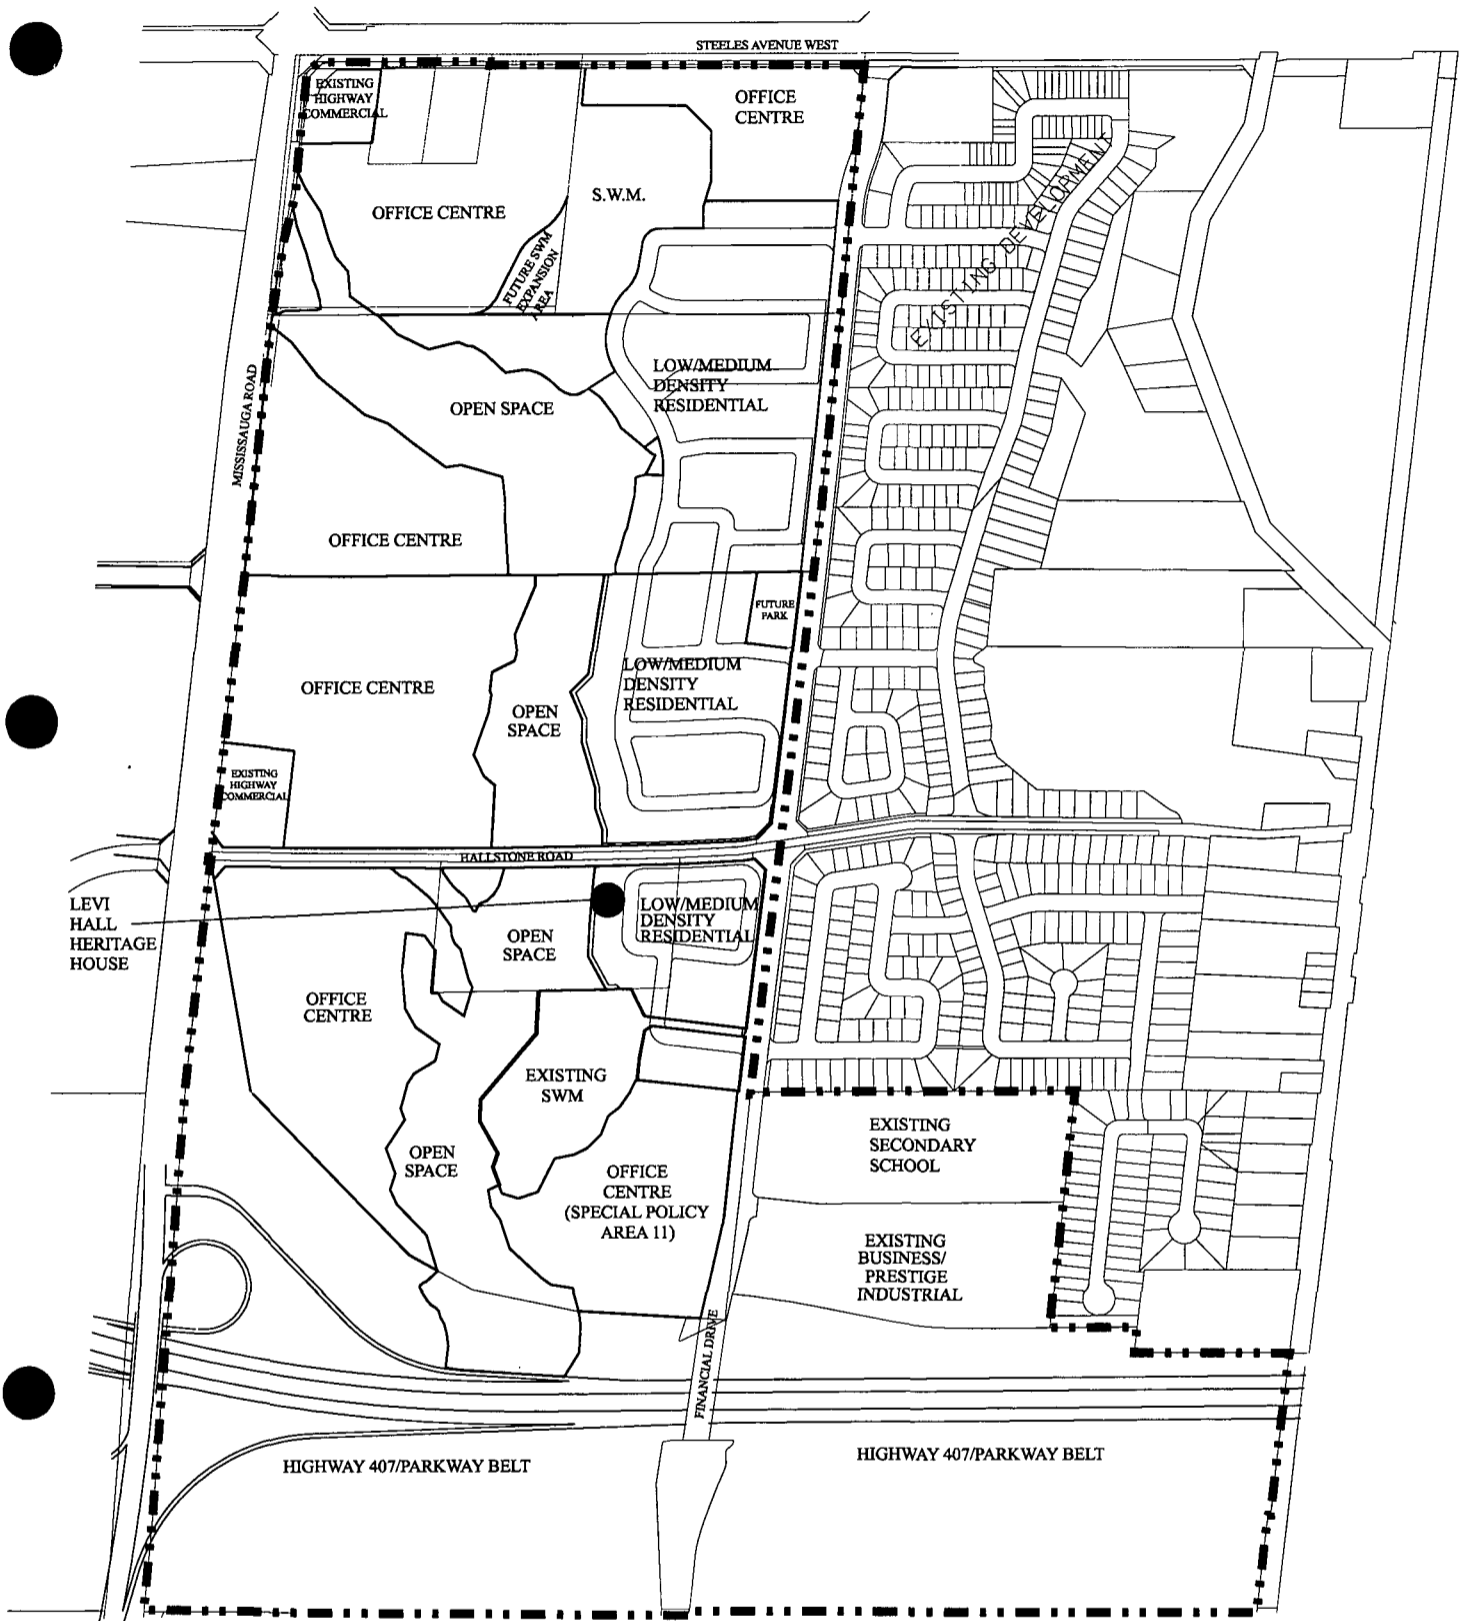 STEELES AVENUE WEST
EXISTING
HIGHWAY
COMMERCIAL
OFFICE
CENTRE
OFFICE CENTRE
S.W.M.
FUTURE SWM
EXPANSION
AREA
EXISTING DEVELOPMENT
MISSISSAUGA ROAD
LOW/MEDIUM
DENSITY
RESIDENTIAL
OPEN SPACE
OFFICE CENTRE
FUTURE
PARK
OFFICE CENTRE
OPEN
SPACE
LOW/MEDIUM
DENSITY
RESIDENTIAL
EXISTING
HIGHWAY
COMMERCIAL
HALLSTONE ROAD
LEVI
HALL
HERITAGE
HOUSE
LOW/MEDIUM
DENSITY
RESIDENTIAL
OPEN
SPACE
OFFICE
CENTRE
EXISTING
SWM
OPEN
SPACE
OFFICE
CENTRE
(SPECIAL POLICY
AREA 11)
EXISTING
SECONDARY
SCHOOL
EXISTING
BUSINESS/
PRESTIGE
INDUSTRIAL
FINANCIAL DRIVE
HIGHWAY 407/PARKWAY BELT
HIGHWAY 407/PARKWAY BELT